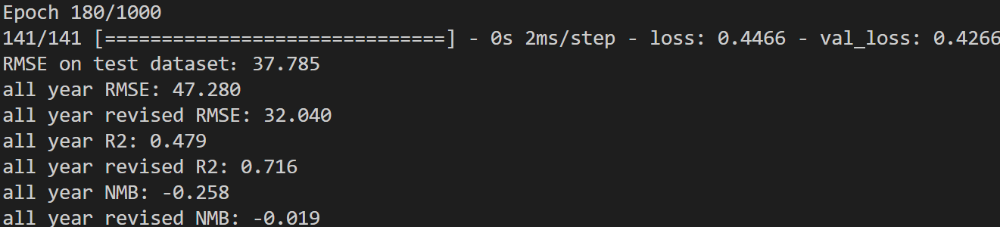 Epoch 180/1000
141/141 [==============================] - 0s 2ms/step - loss: 0.4466 - val_loss: 0.4266
RMSE on test dataset: 37.785
all year RMSE: 47.280
all year revised RMSE: 32.040
all year R2: 0.479
all year revised R2: 0.716
all year NMB: -0.258
all year revised NMB: -0.019